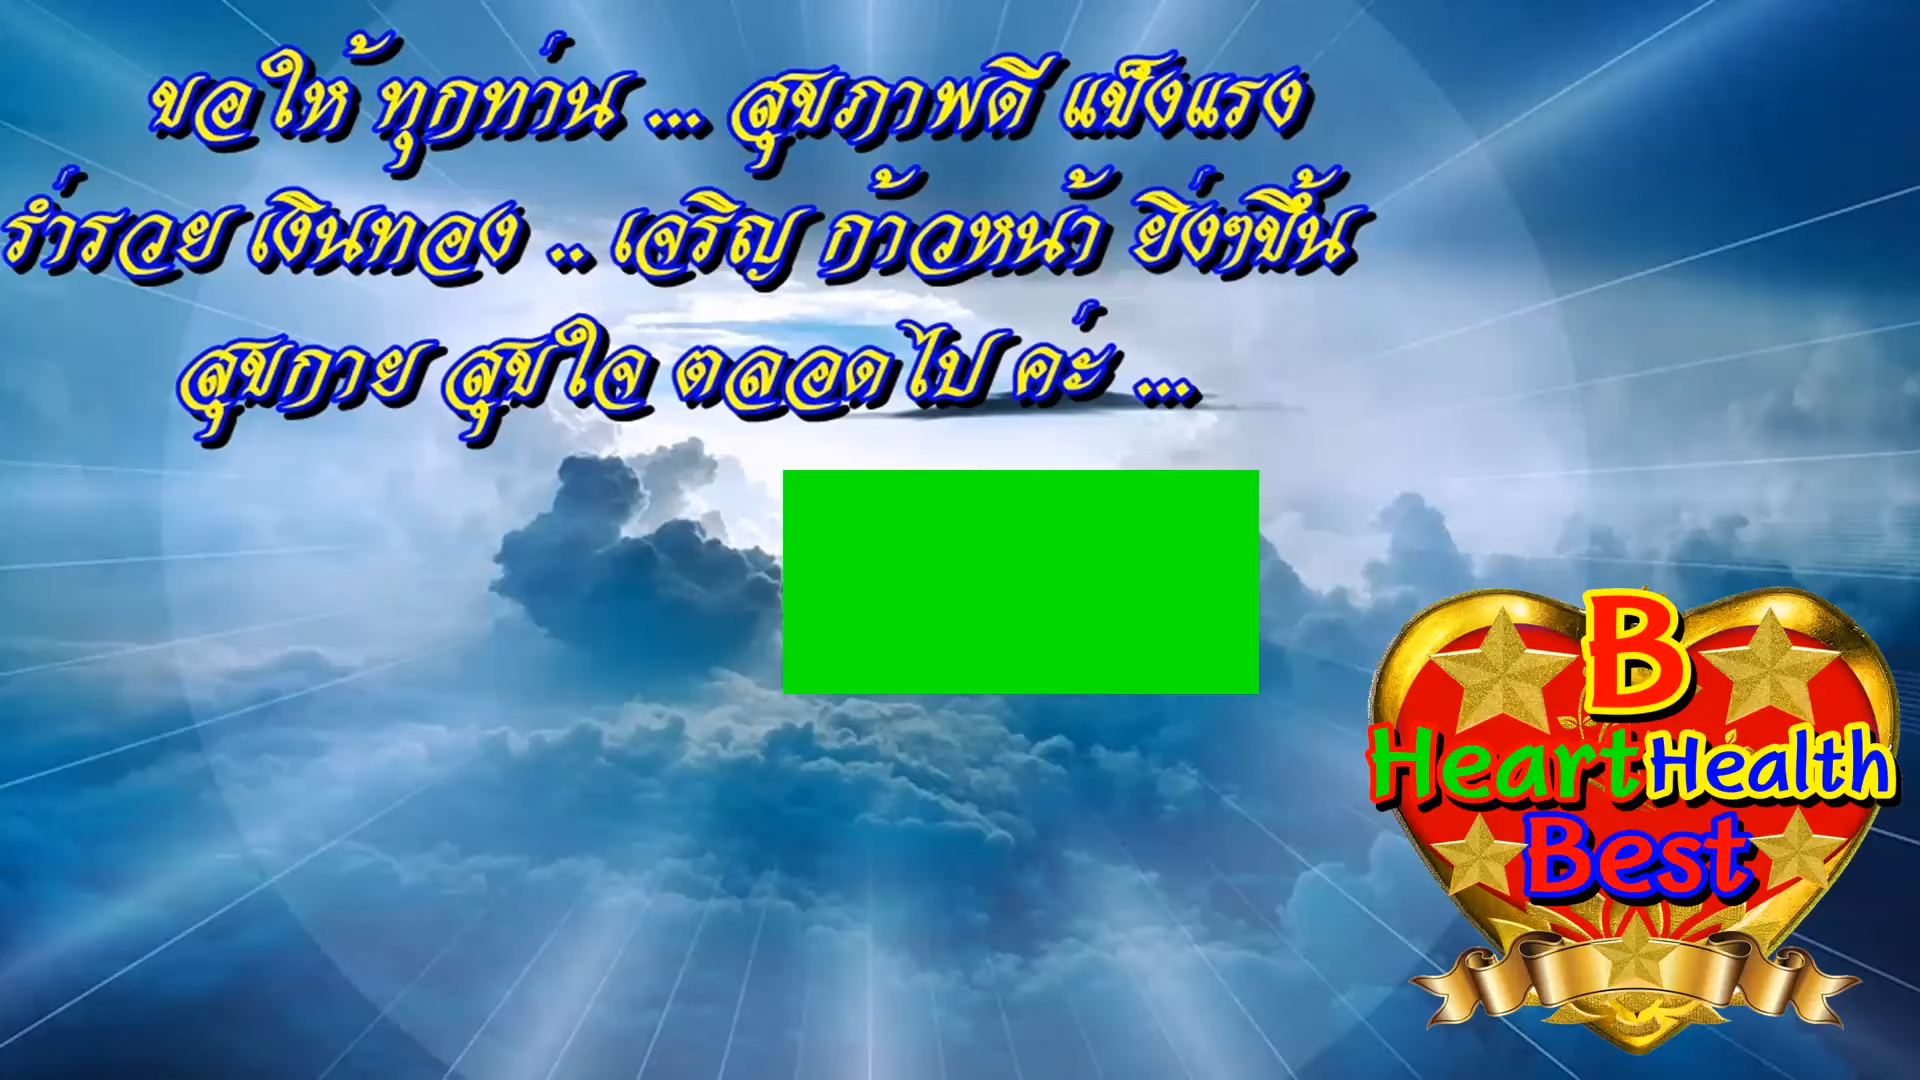 ขอให้ ทุกท่าน ... สุขภาพดี แข็งแรง
ร่ำรวย เงินทอง .. เจริญ ก้าวหน้า ยิ่งๆขึ้น
สุขกาย สุขใจ ตลอดไป ค่ะ ...
B
Heart Health
Best